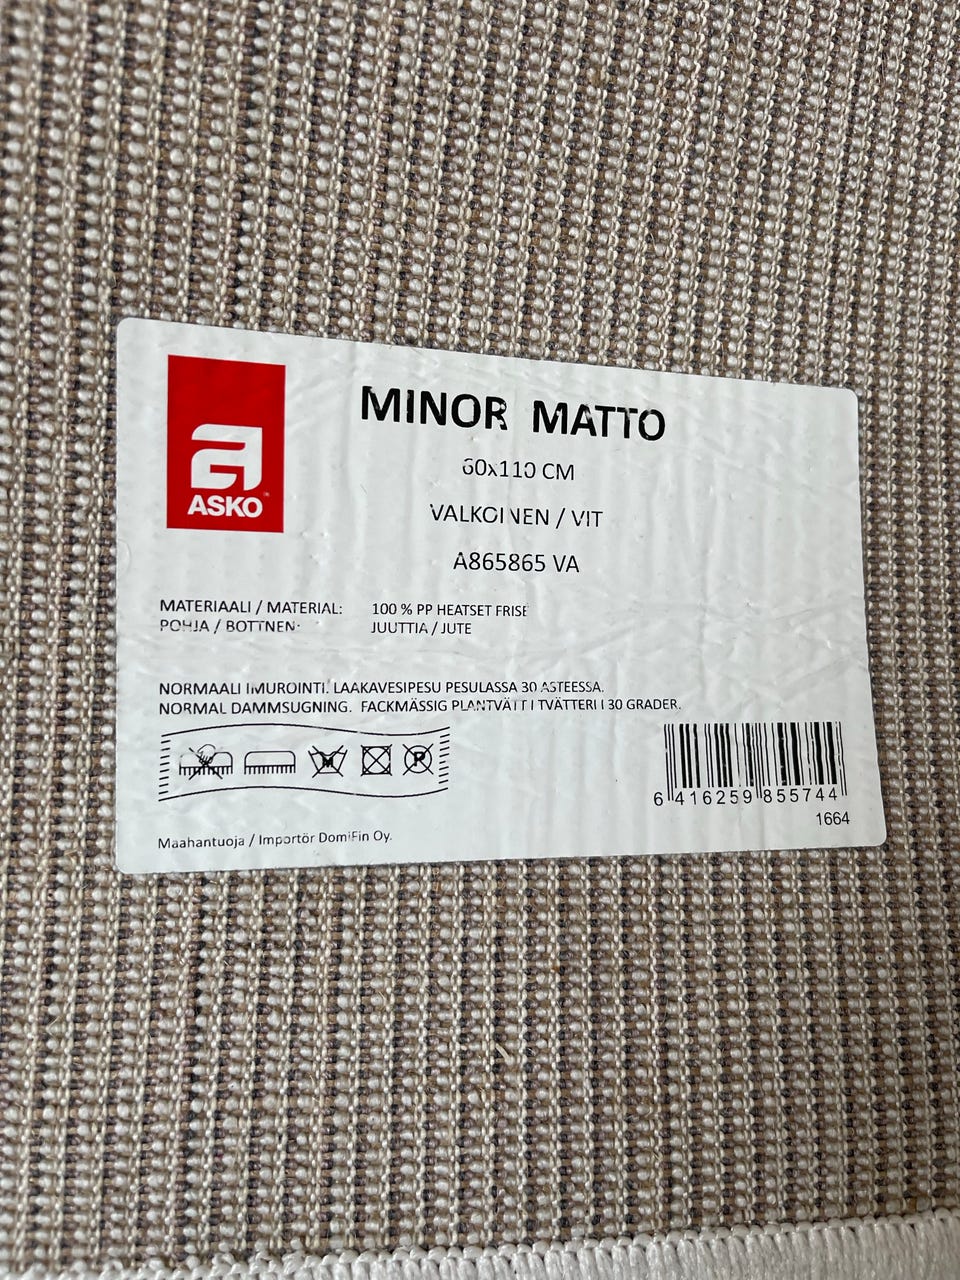 ASKO
MINOR MATTO
60x110 CM
VALKOINEN / VIT
A865865 VA
MATERIAALI / MATERIAL: 100 % PP HEATSET FRISE
POHJA / BOTTNEN: JUUTTIA / JUTE
NORMAALI IMUROINTI. LAAKAVESIPESU PESULASSA 30 ASTEESSA.
NORMAL DAMMSUGNING. FACKMÄSSIG PLANTVÄTT I TVÄTTERI I 30 GRADER.
M P
6 416259 855744
1664
Maahantuoja / Importör DomiFin Oy.